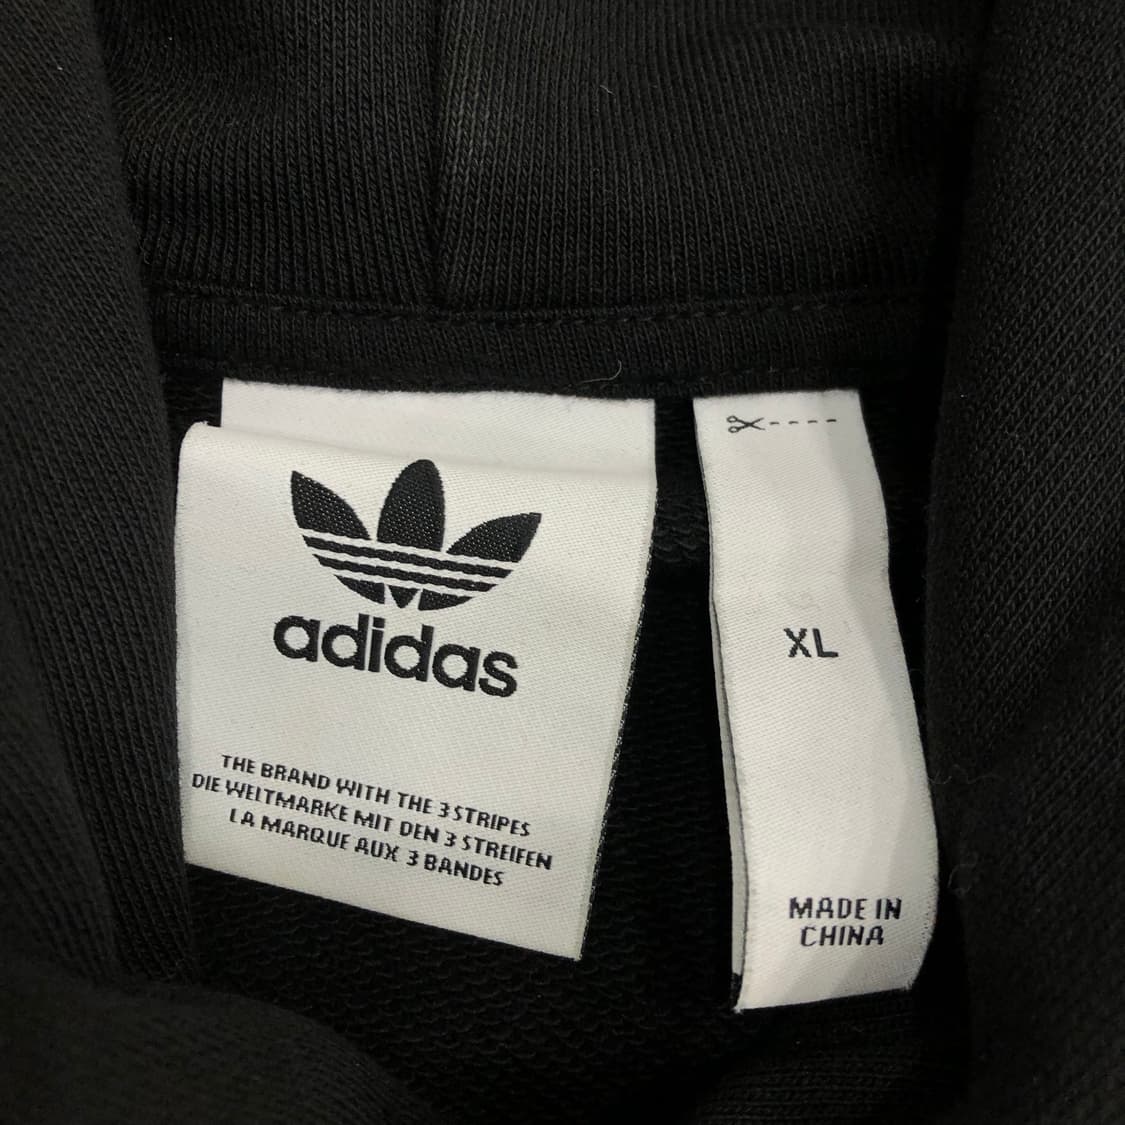 adidas
THE BRAND WITH THE 3 STRIPES
DIE WELTMARKE MIT DEN 3 STREIFEN
LA MARQUE AUX 3 BANDES
XL
MADE IN
CHINA